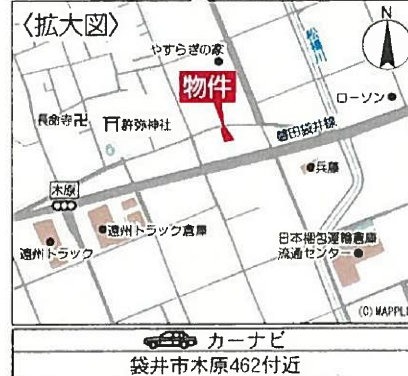 〈拡大図〉
N
やすらぎの家
松橋川
物件
ローソン
長命寺
許弥神社
磐田袋井線
兵藤
木原
遠州トラック倉庫
遠州トラック
日本梱包運輸倉庫
流通センター
(C)MAPPLE
カーナビ
袋井市木原462付近